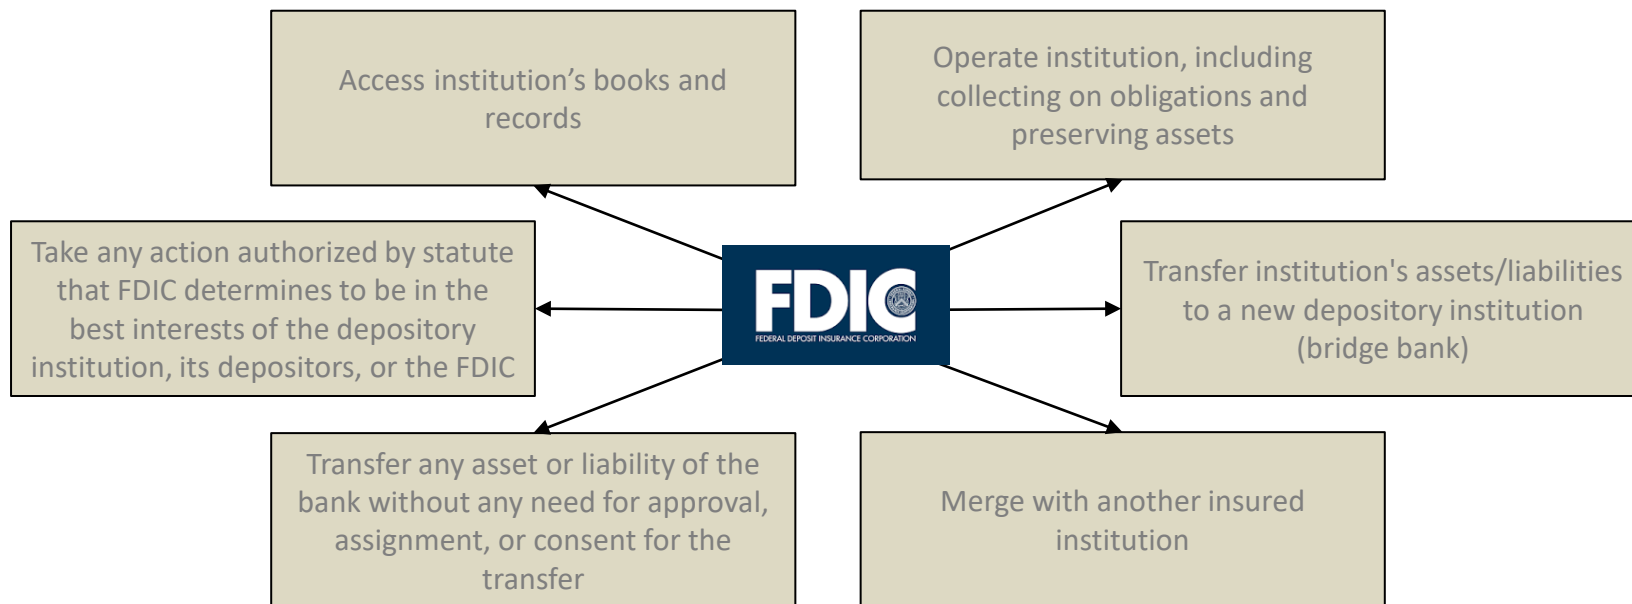 Access institution’s books and
records
Operate institution, including
collecting on obligations and
preserving assets
Take any action authorized by statute
that FDIC determines to be in the
best interests of the depository
institution, its depositors, or the FDIC
FDIC
FEDERAL DEPOSIT INSURANCE CORPORATION
Transfer institution's assets/liabilities
to a new depository institution
(bridge bank)
Transfer any asset or liability of the
bank without any need for approval,
assignment, or consent for the
transfer
Merge with another insured
institution